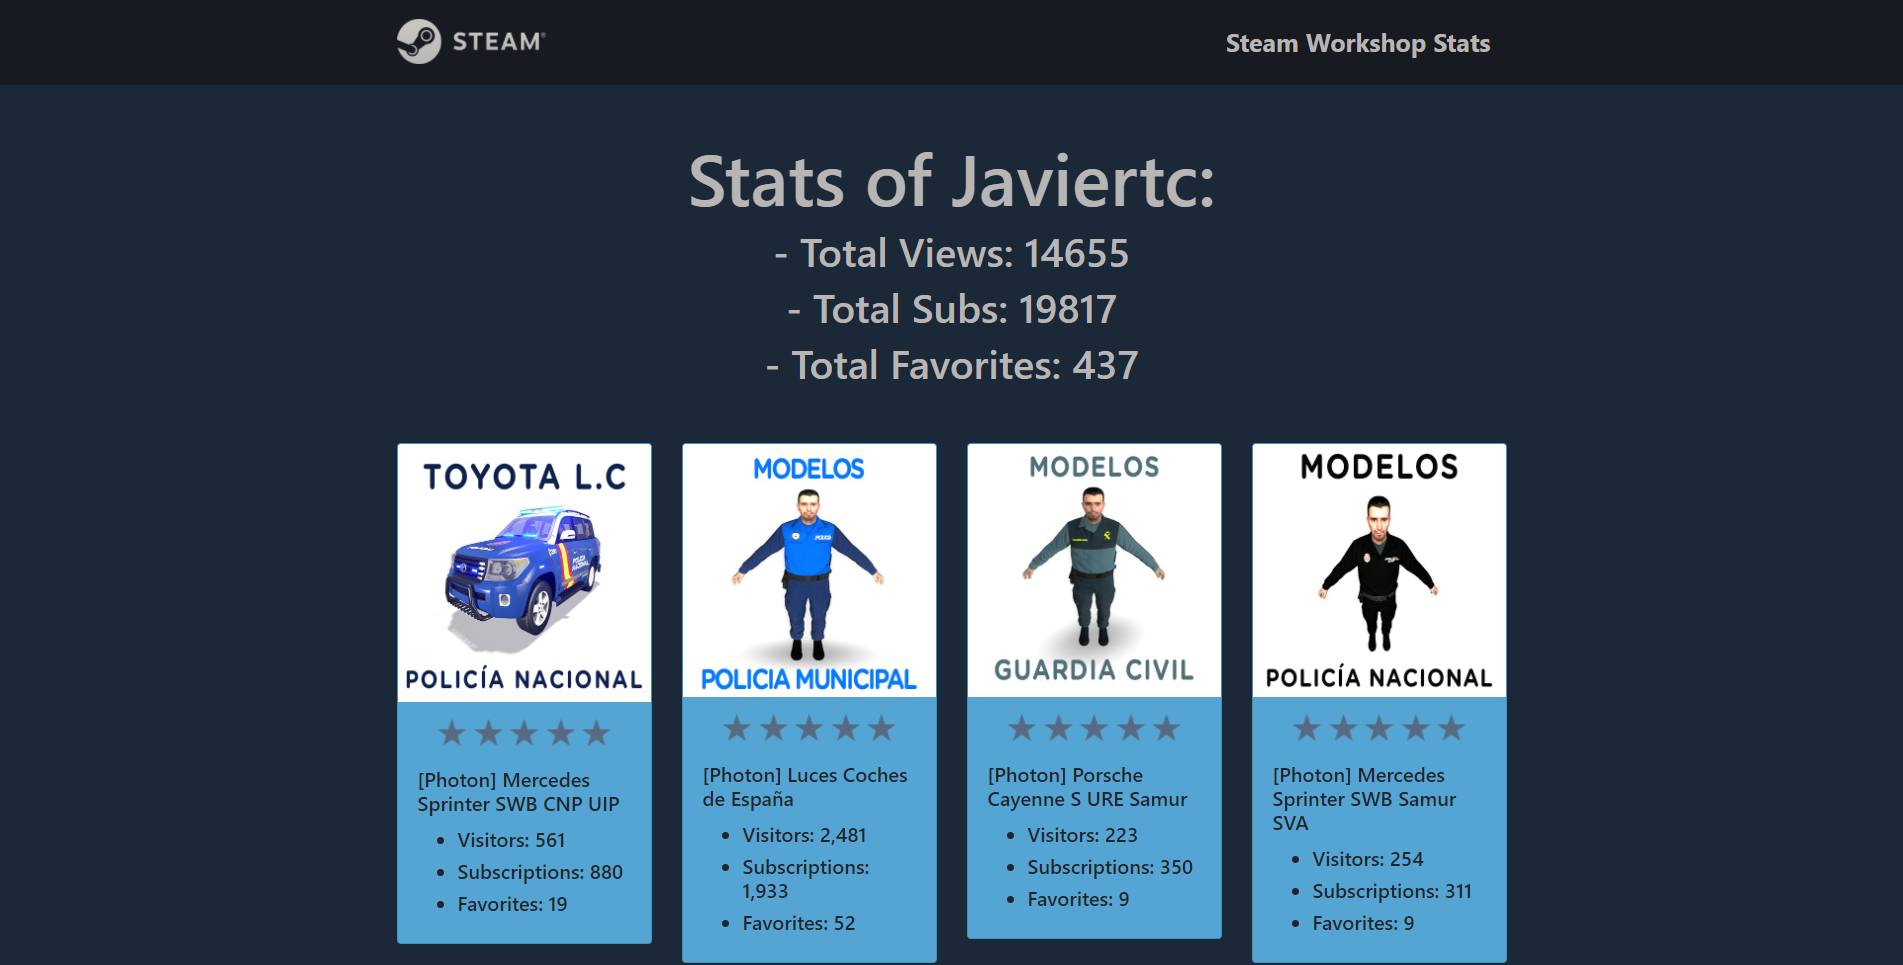 STEAM®
Steam Workshop Stats
Stats of Javiertc:
- Total Views: 14655
- Total Subs: 19817
- Total Favorites: 437
TOYOTA L.C
POLICÍA NACIONAL
[Photon] Mercedes
Sprinter SWB CNP UIP
Visitors: 561
Subscriptions: 880
Favorites: 19
MODELOS
POLICIA MUNICIPAL
[Photon] Luces Coches
de España
Visitors: 2,481
Subscriptions:
1,933
Favorites: 52
MODELOS
GUARDIA CIVIL
[Photon] Porsche
Cayenne S URE Samur
Visitors: 223
Subscriptions: 350
Favorites: 9
MODELOS
POLICÍA NACIONAL
[Photon] Mercedes
Sprinter SWB Samur
SVA
Visitors: 254
Subscriptions: 311
Favorites: 9